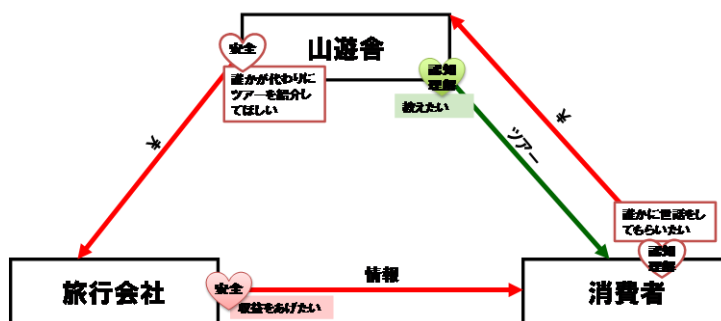 山遊舎
安全
誰かが代わりに
ツアーを紹介し
てほしい
認知
理解
教えたい
ツアー
誰かに世話をし
てもらいたい
認知
理解
旅行会社
安全
収益をあげたい
情報
消費者